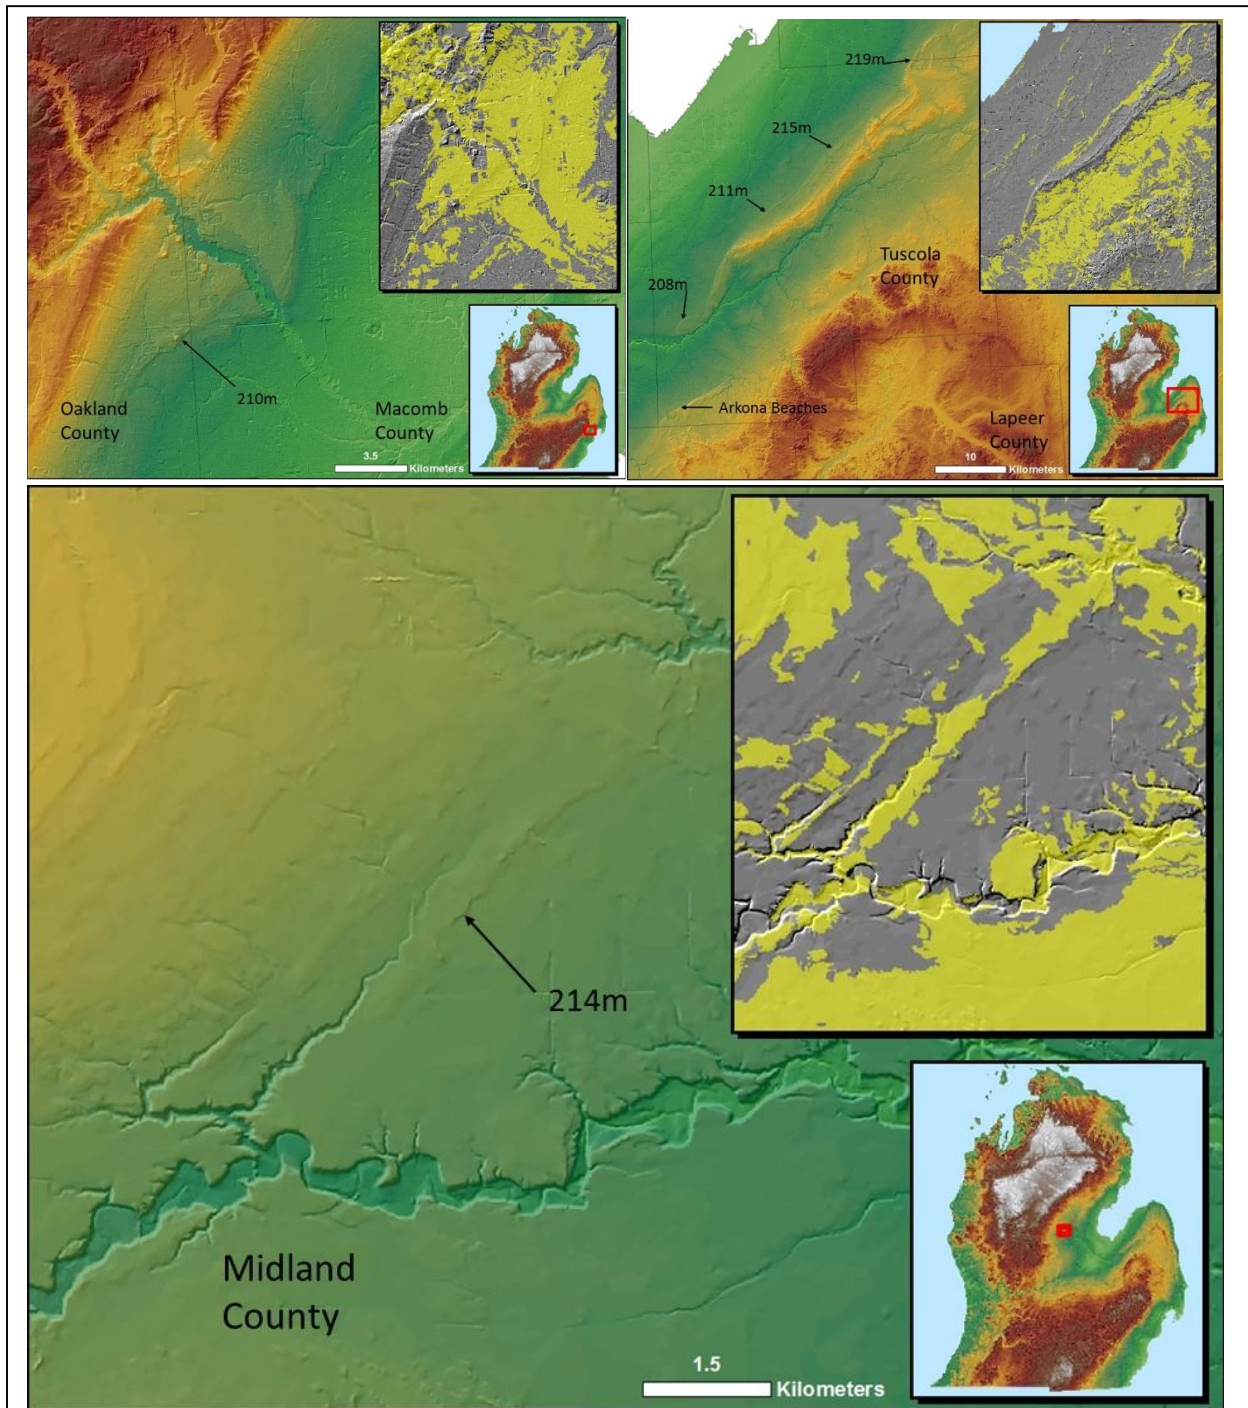 210m
Oakland
County
Macomb
County
3.5
Kilometers
219m
215m
211m
208m
Tuscola
County
Arkona Beaches
Lapeer
County
10
Kilometers
214m
Midland
County
1.5
Kilometers